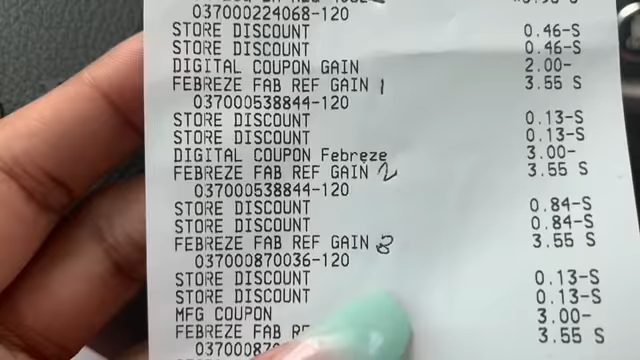 037000224068-120
STORE DISCOUNT 0.46-S
STORE DISCOUNT 0.46-S
DIGITAL COUPON GAIN 2.00-
FEBREZE FAB REF GAIN 1 3.55 S
037000538844-120
STORE DISCOUNT 0.13-S
STORE DISCOUNT 0.13-S
DIGITAL COUPON Febreze 3.00-
FEBREZE FAB REF GAIN 2 3.55 S
037000538844-120
STORE DISCOUNT 0.84-S
STORE DISCOUNT 0.84-S
FEBREZE FAB REF GAIN 3 3.55 S
037000870036-120
STORE DISCOUNT 0.13-S
STORE DISCOUNT 0.13-S
MFG COUPON 3.00-
FEBREZE FAB 3.55 S